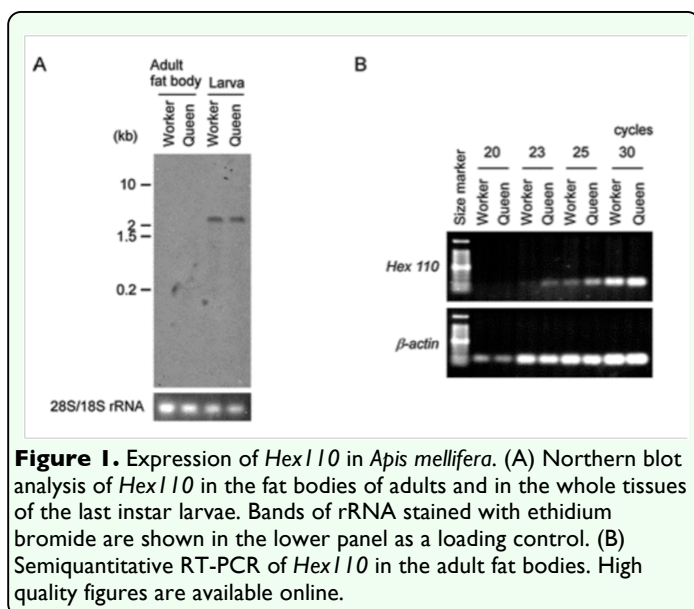 A
Adult
fat body Larva
Worker Queen Worker Queen
(kb)
10
2
1.5
0.2
28S/18S rRNA
B
cycles
20 23 25 30
Size marker Worker Queen Worker Queen Worker Queen Worker Queen
Hex 110
β-actin
Figure 1. Expression of Hex110 in Apis mellifera. (A) Northern blot
analysis of Hex110 in the fat bodies of adults and in the whole tissues
of the last instar larvae. Bands of rRNA stained with ethidium
bromide are shown in the lower panel as a loading control. (B)
Semiquantitative RT-PCR of Hex110 in the adult fat bodies. High
quality figures are available online.